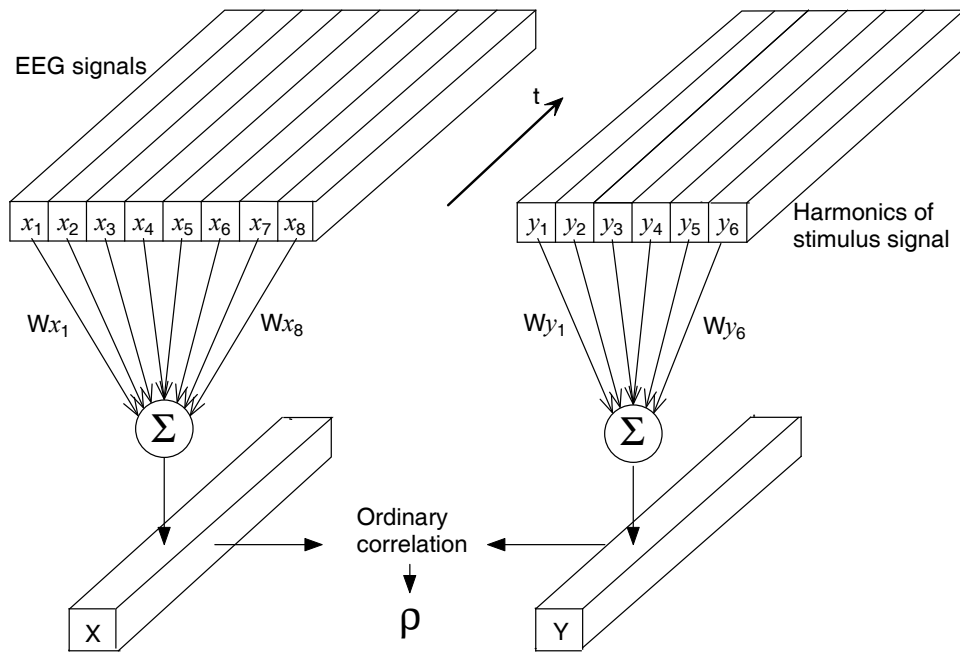 EEG signals
t
x₁ x₂ x₃ x₄ x₅ x₆ x₇ x₈
y₁ y₂ y₃ y₄ y₅ y₆
Harmonics of
stimulus signal
Wx₁
Wx₈
Wy₁
Wy₆
Σ
Σ
Ordinary
correlation
ρ
X
Y